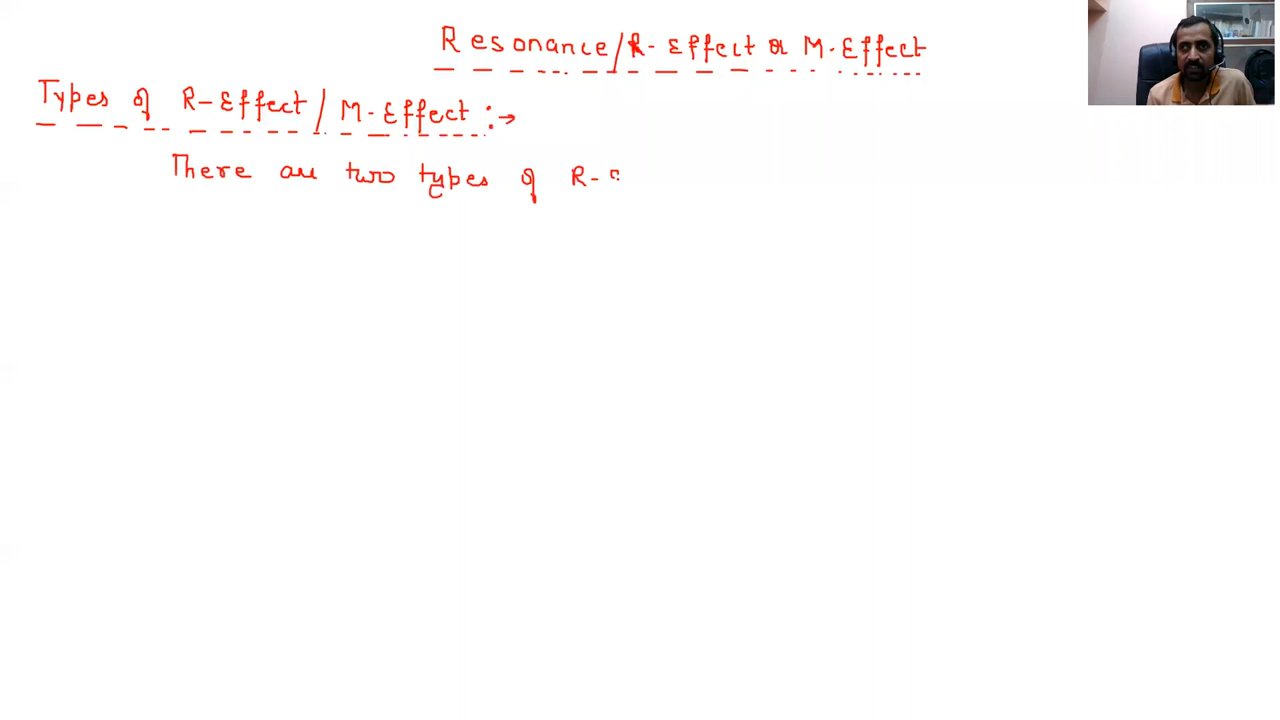 Resonance/R-Effect or M-Effect
Types of R-Effect/M-Effect :→
There are two types of R-